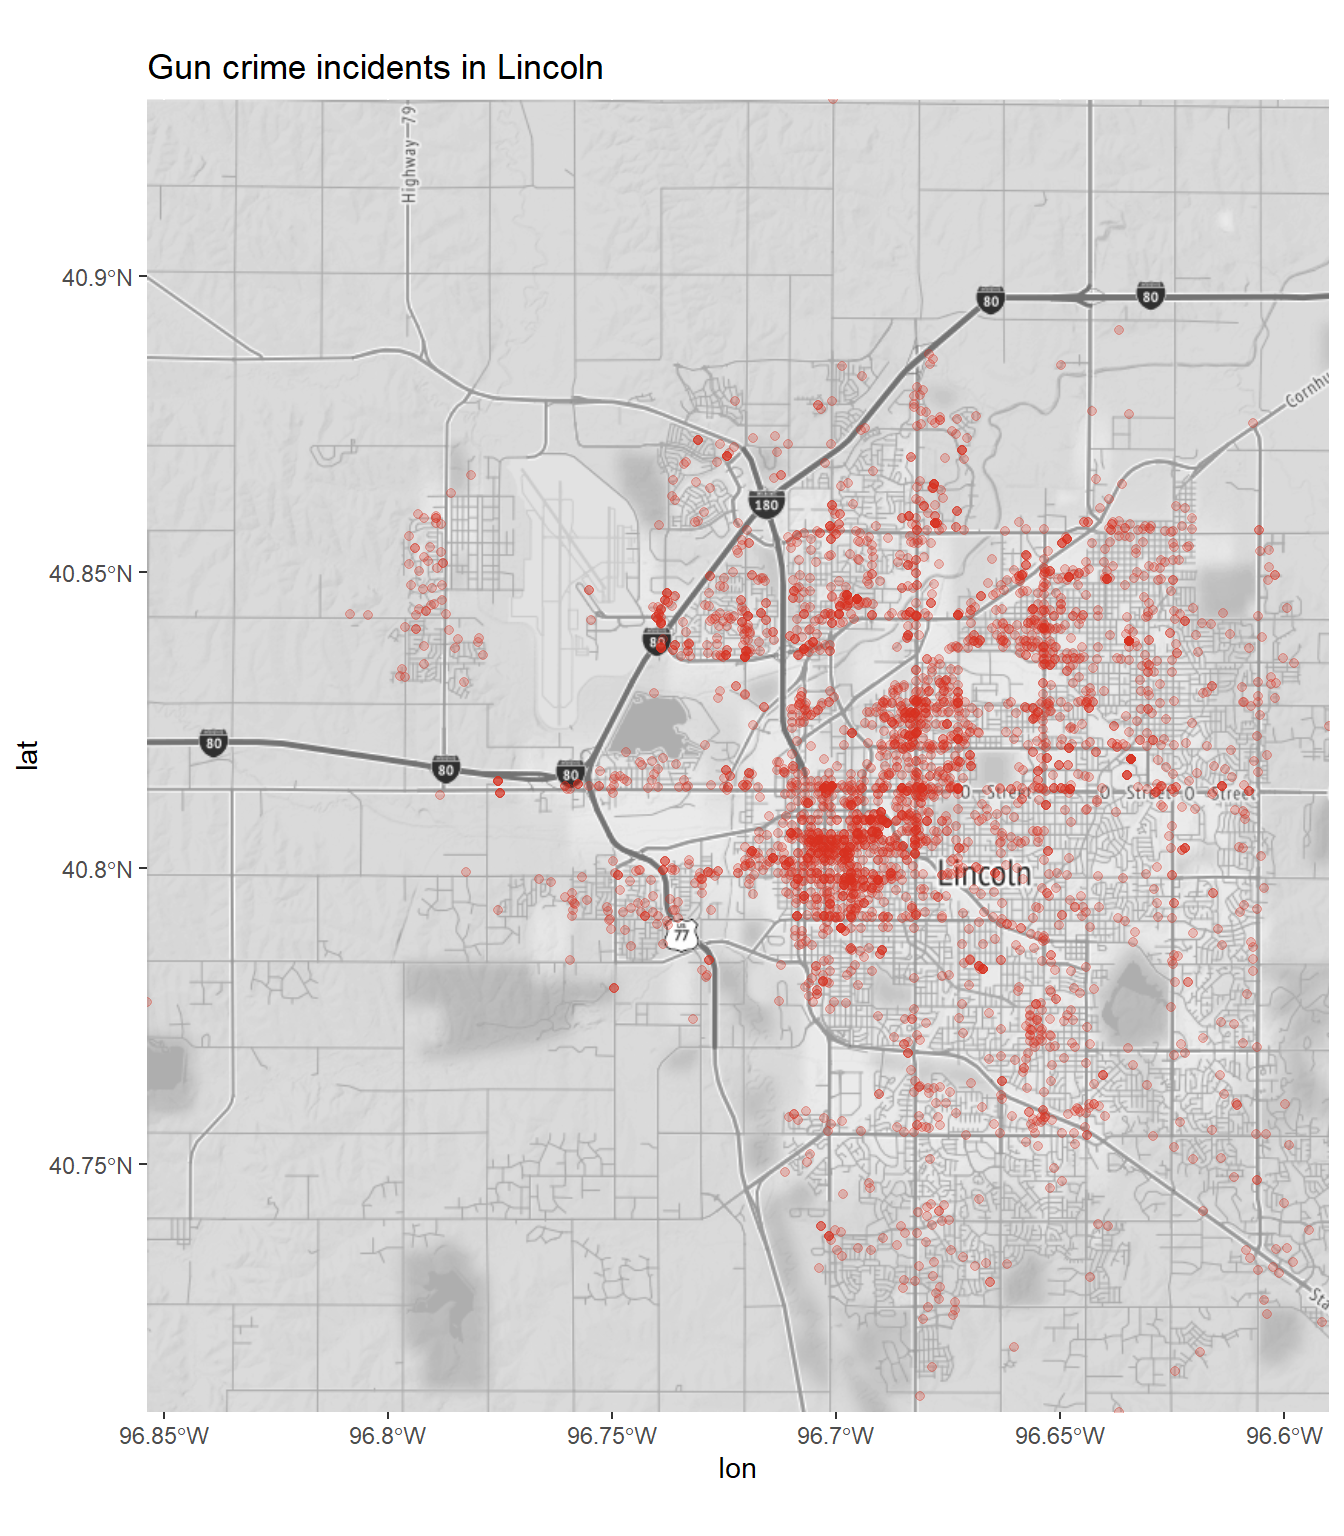 Gun crime incidents in Lincoln
Highway—79
40.9°N
80
80
Cornhu
180
40.85°N
80
lat
80
80
80
O—Street
O—Street
O—Street
40.8°N
Lincoln
77
40.75°N
Sta
96.85°W
96.8°W
96.75°W
96.7°W
96.65°W
96.6°W
lon